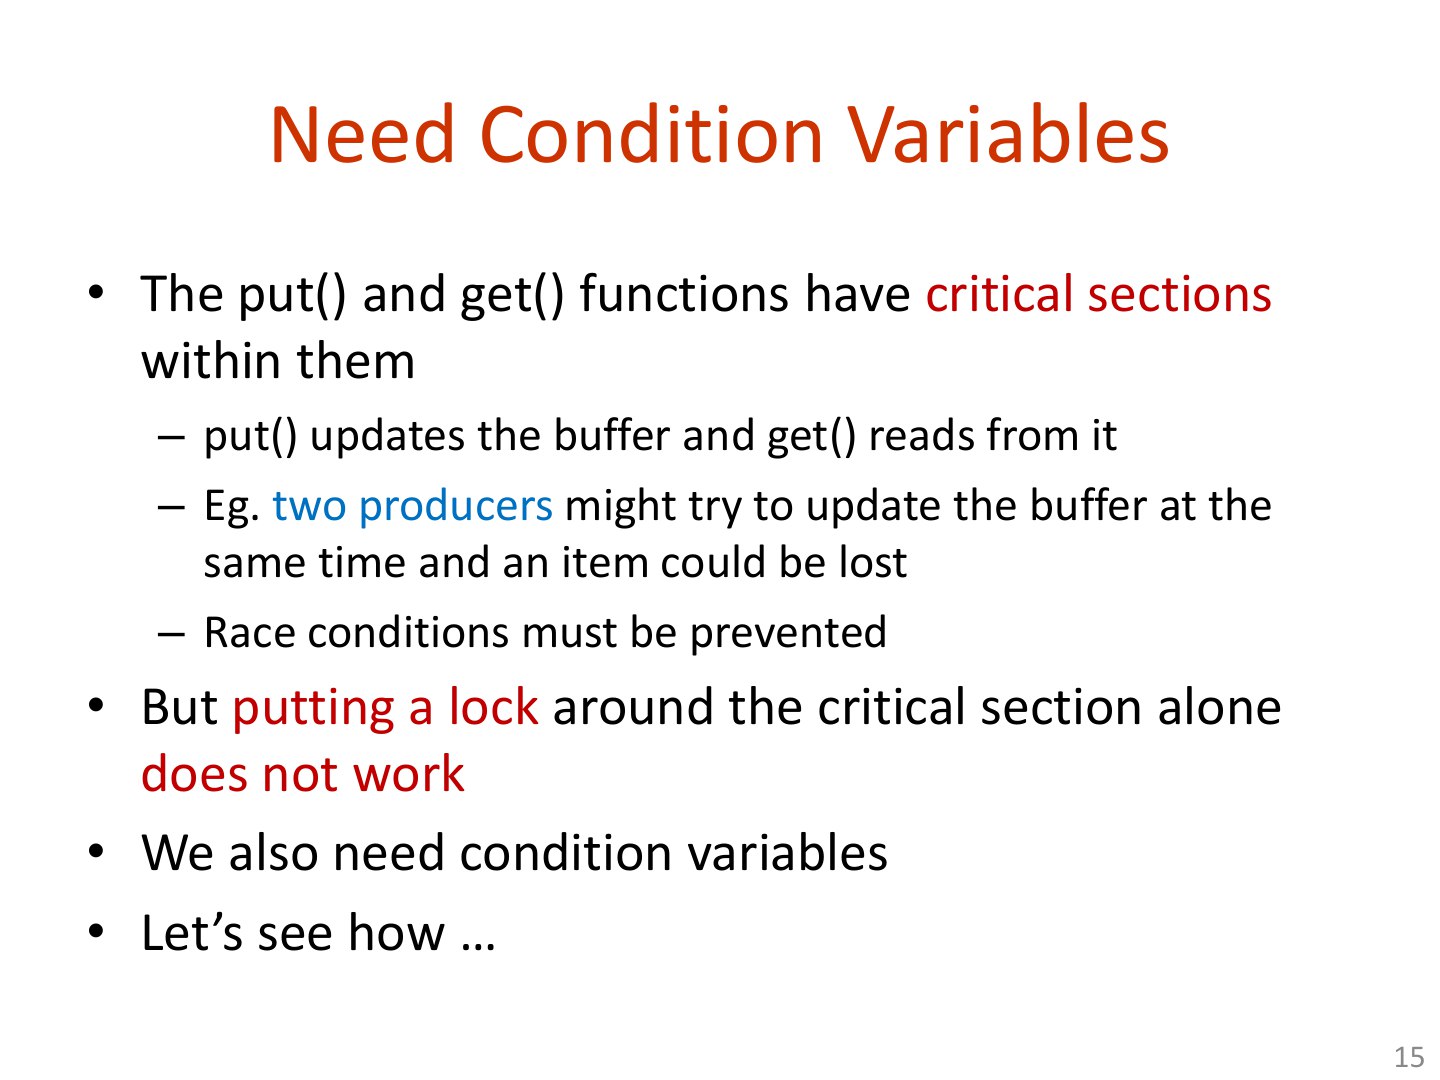 Need Condition Variables
• The put() and get() functions have critical sections
within them
– put() updates the buffer and get() reads from it
– Eg. two producers might try to update the buffer at the
same time and an item could be lost
– Race conditions must be prevented
• But putting a lock around the critical section alone
does not work
• We also need condition variables
• Let’s see how …
15